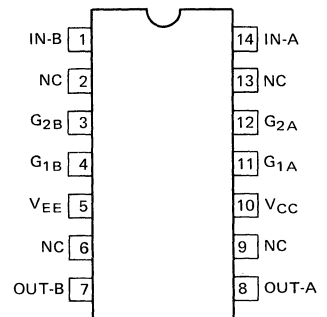 IN-B 1 14 IN-A
NC 2 13 NC
G2B 3 12 G2A
G1B 4 11 G1A
VEE 5 10 VCC
NC 6 9 NC
OUT-B 7 8 OUT-A